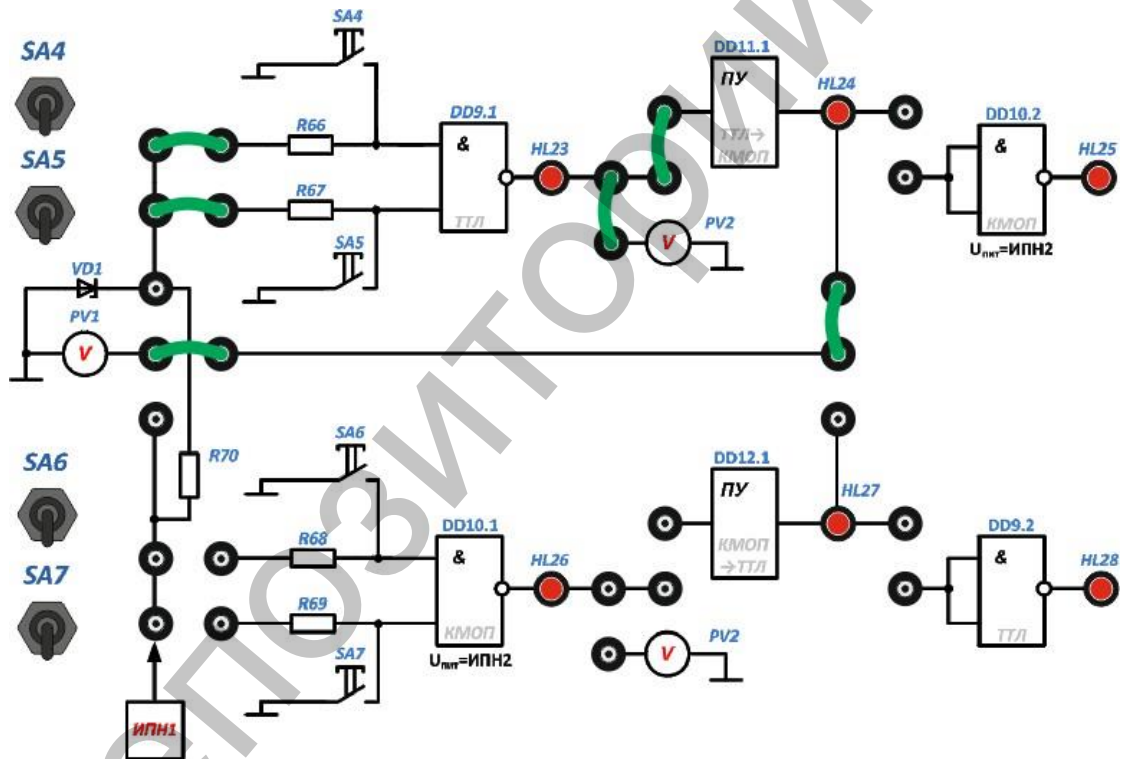 SA4
SA4
DD11.1
ПУ
HL24
ТТЛ→
КМОП
SA5
R66
DD9.1
&
HL23
DD10.2
&
HL25
R67
ТТЛ
КМОП
Uпит=ИПН2
SA5
V
PV2
VD1
PV1
V
SA6
R70
SA6
DD12.1
ПУ
HL27
КМОП
→ТТЛ
SA7
R68
DD10.1
&
HL26
DD9.2
&
HL28
R69
КМОП
Uпит=ИПН2
ТТЛ
SA7
V
PV2
ИПН1
ЕПОЗИТОРИ